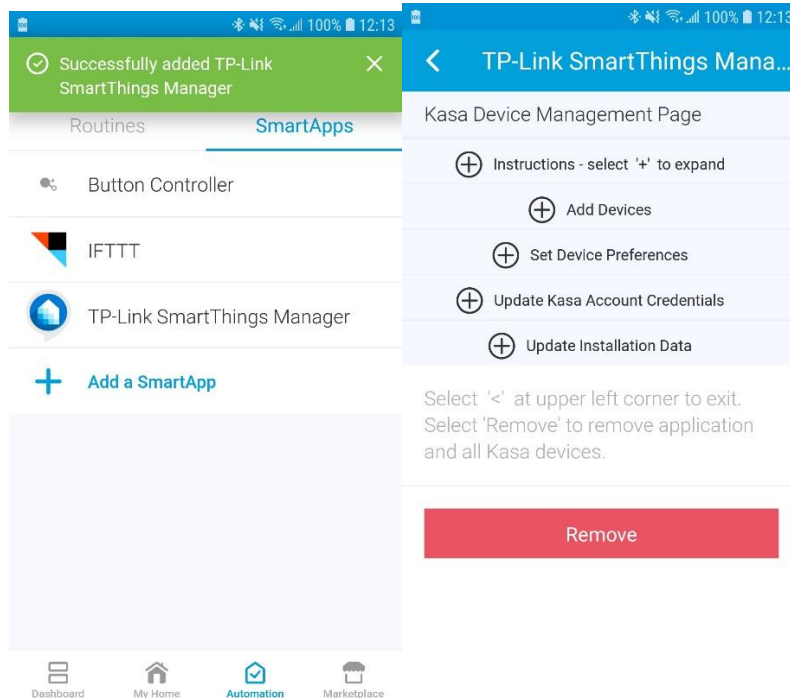 100% 12:13
Successfully added TP-Link
SmartThings Manager
Routines
SmartApps
Button Controller
IFTTT
TP-Link SmartThings Manager
Add a SmartApp
Dashboard
My Home
Automation
Marketplace
100% 12:13
TP-Link SmartThings Mana...
Kasa Device Management Page
Instructions - select '+' to expand
Add Devices
Set Device Preferences
Update Kasa Account Credentials
Update Installation Data
Select '<' at upper left corner to exit.
Select 'Remove' to remove application
and all Kasa devices.
Remove